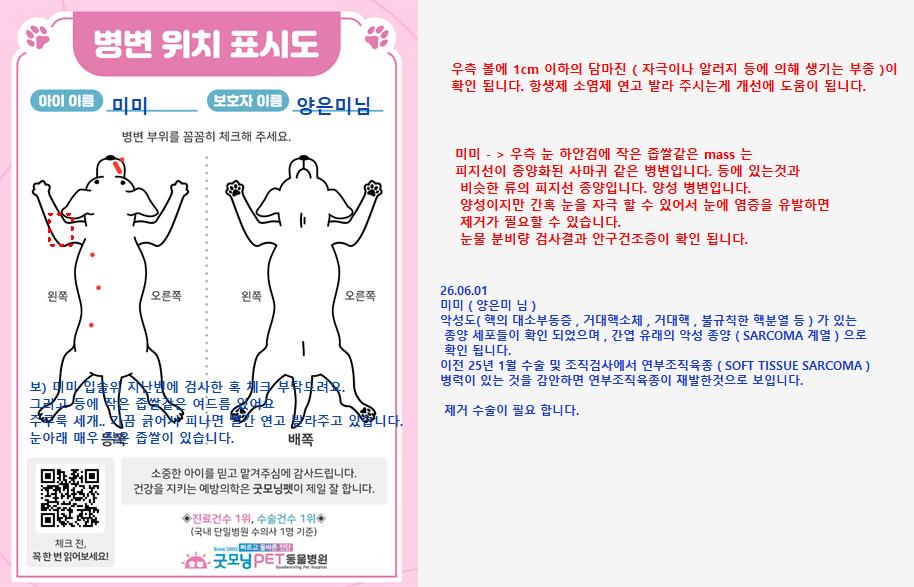 병변 위치 표시도
아이 이름 미미 보호자 이름 양은미님
병변 부위를 꼼꼼히 체크해 주세요.
왼쪽 오른쪽 왼쪽 오른쪽
보) 미미 입술위 지난번에 검사한 혹 체크 부탁드려요.
그리고 등에 작은 좁쌀같은 여드름 있어요
주루룩 세개.. 가끔 긁어서 피나면 빨간 연고 발라주고 있습니다.
눈아래 매우 작은 좁쌀이 있습니다.
등쪽 배쪽
체크 전,
꼭 한 번 읽어보세요!
소중한 아이를 믿고 맡겨주심에 감사드립니다.
건강을 지키는 예방의학은 굿모닝펫이 제일 잘 합니다.
◈진료건수 1위, 수술건수 1위◈
(국내 단일병원 수의사 1명 기준)
Since 2003 빠르고 올바른 진단
굿모닝PET동물병원
Goodmorning Pet Hospital
우측 볼에 1cm 이하의 담마진 ( 자극이나 알러지 등에 의해 생기는 부종 )이
확인 됩니다. 항생제 소염제 연고 발라 주시는게 개선에 도움이 됩니다.
미미 - > 우측 눈 하안검에 작은 좁쌀같은 mass 는
피지선이 종양화된 사마귀 같은 병변입니다. 등에 있는것과
비슷한 류의 피지선 종양입니다. 양성 병변입니다.
양성이지만 간혹 눈을 자극 할 수 있어서 눈에 염증을 유발하면
제거가 필요할 수 있습니다.
눈물 분비량 검사결과 안구건조증이 확인 됩니다.
26.06.01
미미 ( 양은미 님 )
악성도( 핵의 대소부동증 , 거대핵소체 , 거대핵 , 불규칙한 핵분열 등 ) 가 있는
종양 세포들이 확인 되었으며 , 간엽 유래의 악성 종양 ( SARCOMA 계열 ) 으로
확인 됩니다.
이전 25년 1월 수술 및 조직검사에서 연부조직육종 ( SOFT TISSUE SARCOMA )
병력이 있는 것을 감안하면 연부조직육종이 재발한것으로 보입니다.
제거 수술이 필요 합니다.